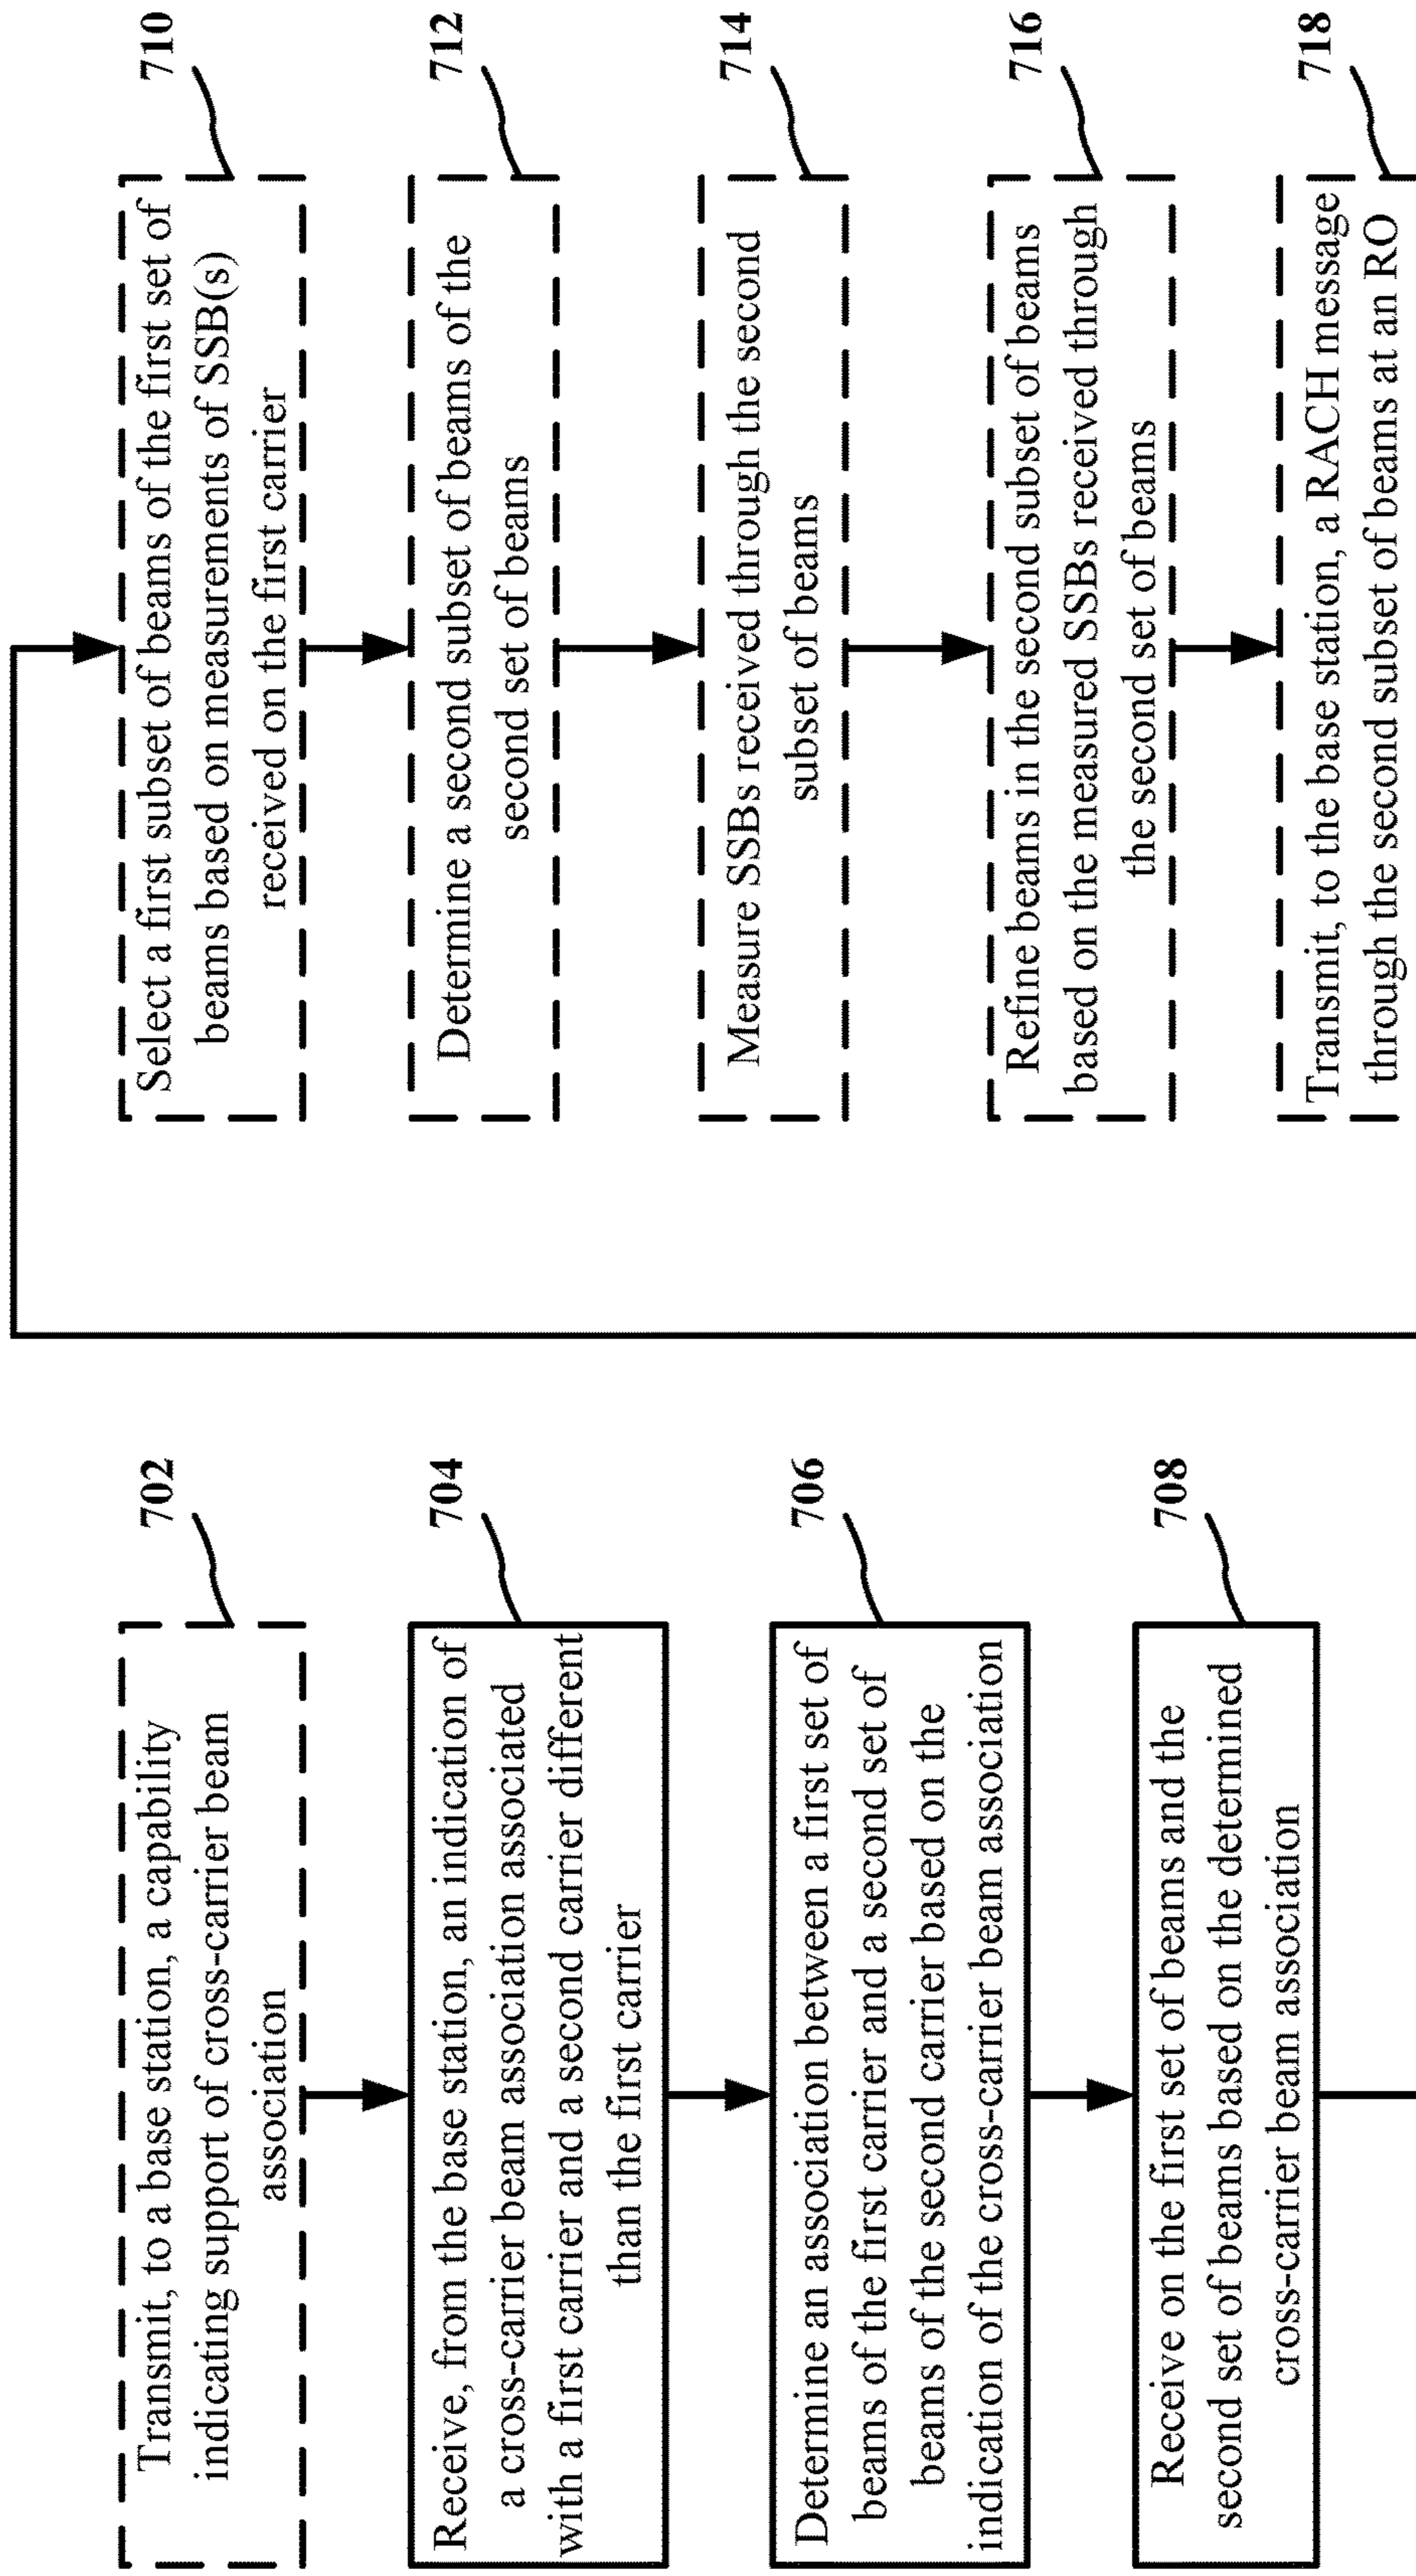 702
Transmit, to a base station, a capability
indicating support of cross-carrier beam
association
704
Receive, from the base station, an indication of
a cross-carrier beam association associated
with a first carrier and a second carrier different
than the first carrier
706
Determine an association between a first set of
beams of the first carrier and a second set of
beams of the second carrier based on the
indication of the cross-carrier beam association
708
Receive on the first set of beams and the
second set of beams based on the determined
cross-carrier beam association
710
Select a first subset of beams of the first set of
beams based on measurements of SSB(s)
received on the first carrier
712
Determine a second subset of beams of the
second set of beams
714
Measure SSBs received through the second
subset of beams
716
Refine beams in the second subset of beams
based on the measured SSBs received through
the second set of beams
718
Transmit, to the base station, a RACH message
through the second subset of beams at an RO